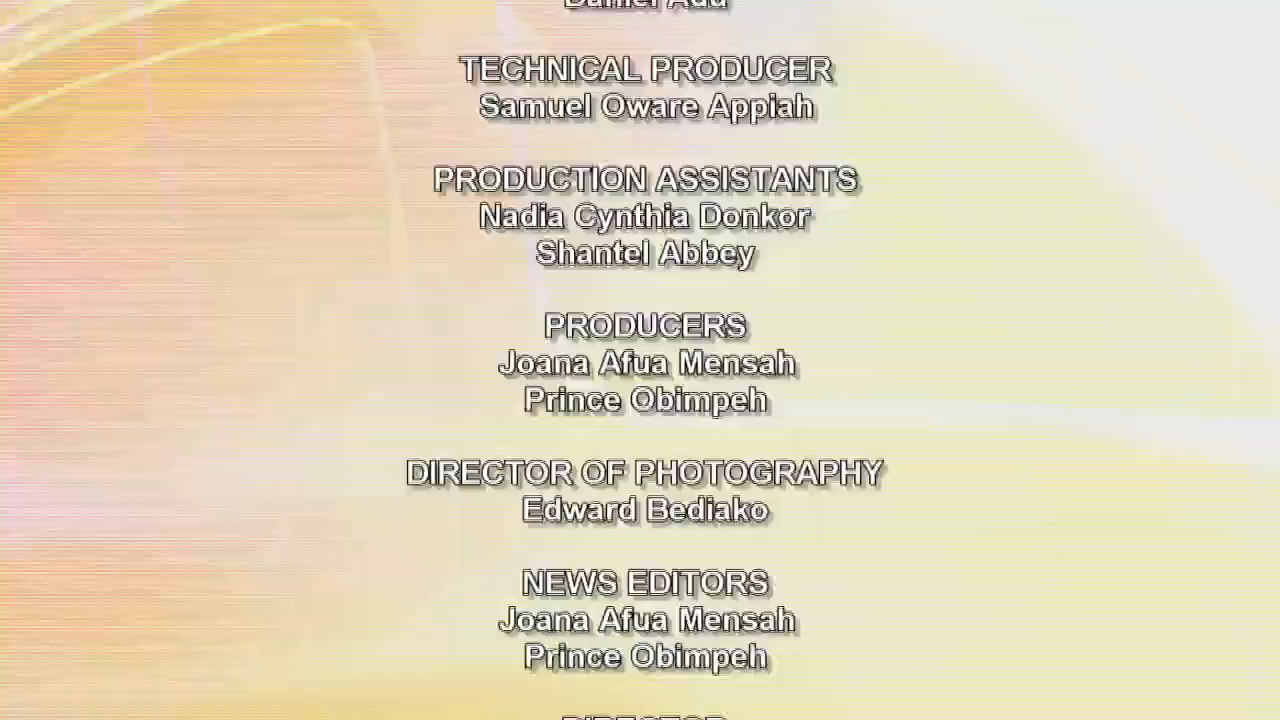 TECHNICAL PRODUCER
Samuel Oware Appiah
PRODUCTION ASSISTANTS
Nadia Cynthia Donkor
Shantel Abbey
PRODUCERS
Joana Afua Mensah
Prince Obimpeh
DIRECTOR OF PHOTOGRAPHY
Edward Bediako
NEWS EDITORS
Joana Afua Mensah
Prince Obimpeh